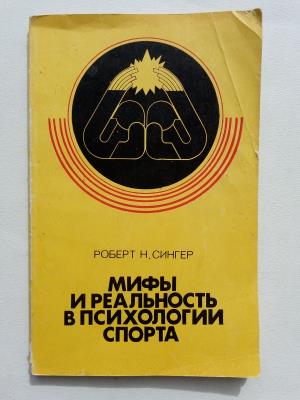 РОБЕРТ Н. СИНГЕР
МИФЫ
И РЕАЛЬНОСТЬ
В ПСИХОЛОГИИ
СПОРТА